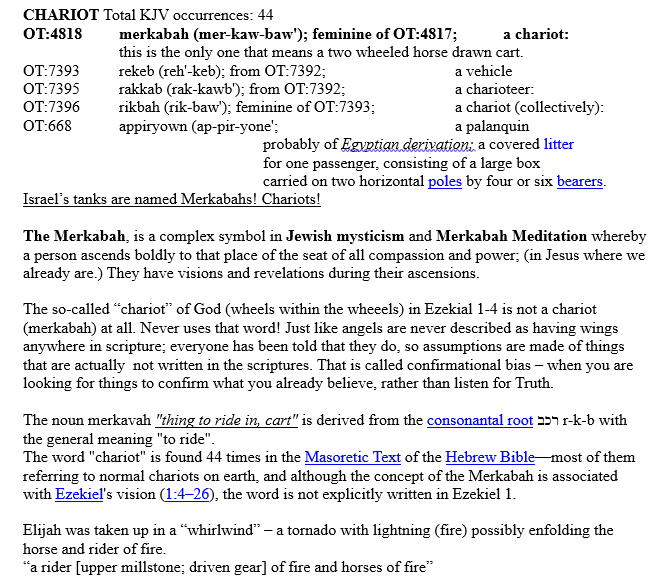 CHARIOT Total KJV occurrences: 44
OT:4818 merkabah (mer-kaw-baw'); feminine of OT:4817; a chariot:
this is the only one that means a two wheeled horse drawn cart.
OT:7393 rekeb (reh'-keb); from OT:7392; a vehicle
OT:7395 rakkab (rak-kawb'); from OT:7392; a charioteer:
OT:7396 rikbah (rik-baw'); feminine of OT:7393; a chariot (collectively):
OT:668 appiryown (ap-pir-yone'; a palanquin
probably of Egyptian derivation; a covered litter
for one passenger, consisting of a large box
carried on two horizontal poles by four or six bearers.
Israel's tanks are named Merkabahs! Chariots!
The Merkabah, is a complex symbol in Jewish mysticism and Merkabah Meditation whereby
a person ascends boldly to that place of the seat of all compassion and power; (in Jesus where we
already are.) They have visions and revelations during their ascensions.
The so-called “chariot” of God (wheels within the wheeels) in Ezekial 1-4 is not a chariot
(merkabah) at all. Never uses that word! Just like angels are never described as having wings
anywhere in scripture; everyone has been told that they do, so assumptions are made of things
that are actually not written in the scriptures. That is called confirmational bias – when you are
looking for things to confirm what you already believe, rather than listen for Truth.
The noun merkavah "thing to ride in, cart" is derived from the consonantal root רכב r-k-b with
the general meaning "to ride".
The word "chariot" is found 44 times in the Masoretic Text of the Hebrew Bible—most of them
referring to normal chariots on earth, and although the concept of the Merkabah is associated
with Ezekiel's vision (1:4–26), the word is not explicitly written in Ezekiel 1.
Elijah was taken up in a “whirlwind” – a tornado with lightning (fire) possibly enfolding the
horse and rider of fire.
“a rider [upper millstone; driven gear] of fire and horses of fire”